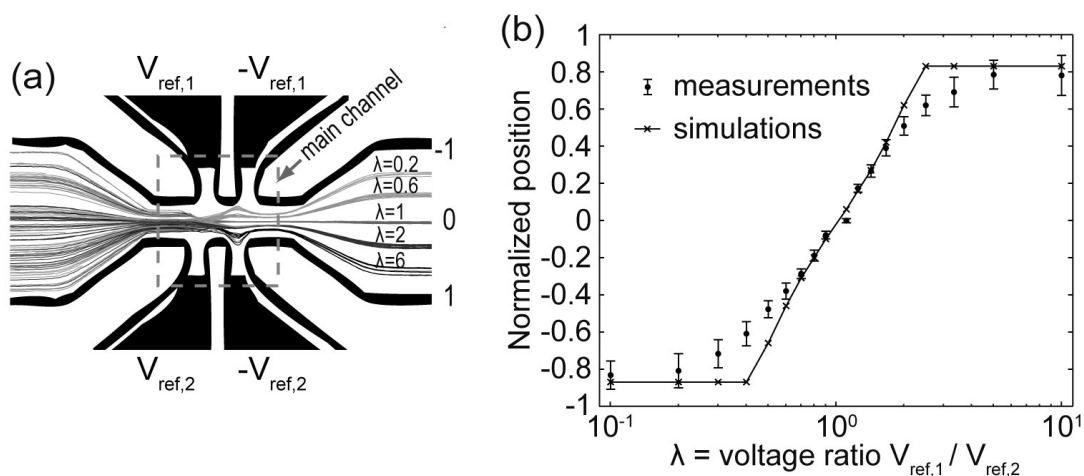 (a)
V_ref,1 -V_ref,1
main channel
-1
λ=0.2
λ=0.6
λ=1
0
λ=2
λ=6
1
V_ref,2 -V_ref,2
(b)
1
0.8
0.6
0.4
0.2
0
-0.2
-0.4
-0.6
-0.8
-1
Normalized position
measurements
simulations
10^-1 10^0 10^1
λ = voltage ratio V_ref,1 / V_ref,2